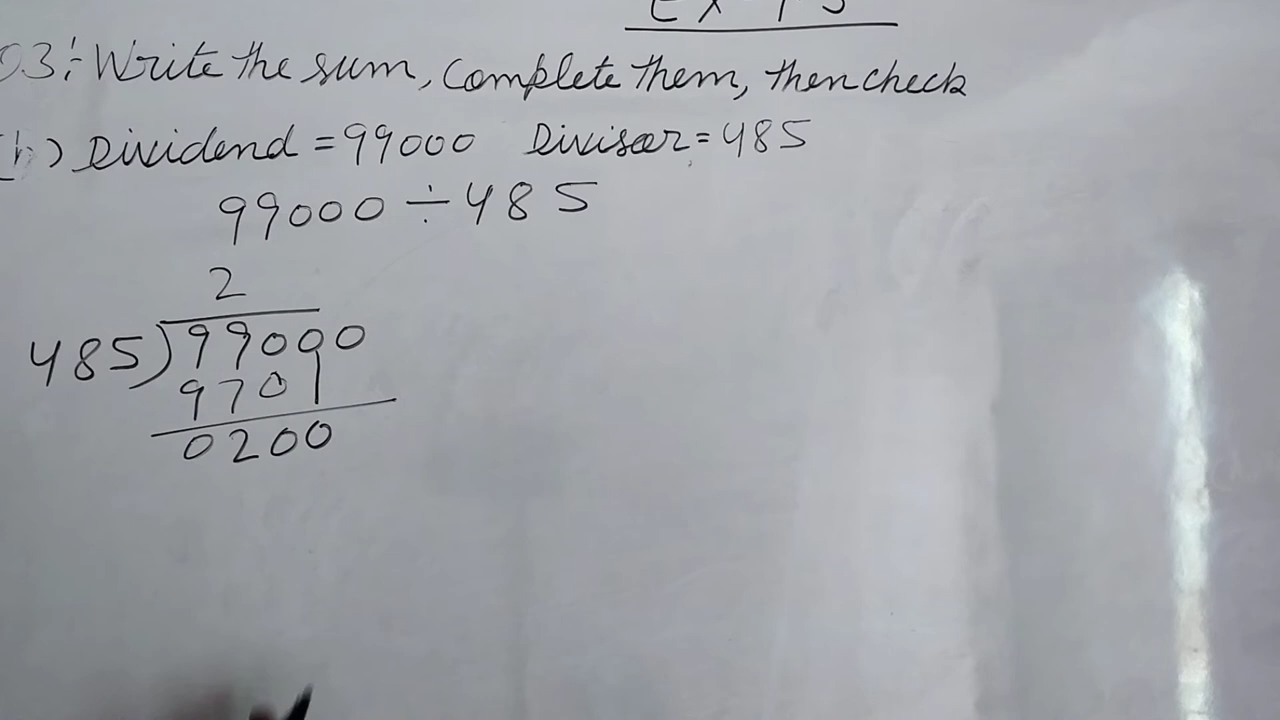 Q3:- Write the sum, Complete them, then check
(b) Dividend = 99000 Divisor = 485
99000 ÷ 485
2
485)99000
970
0200